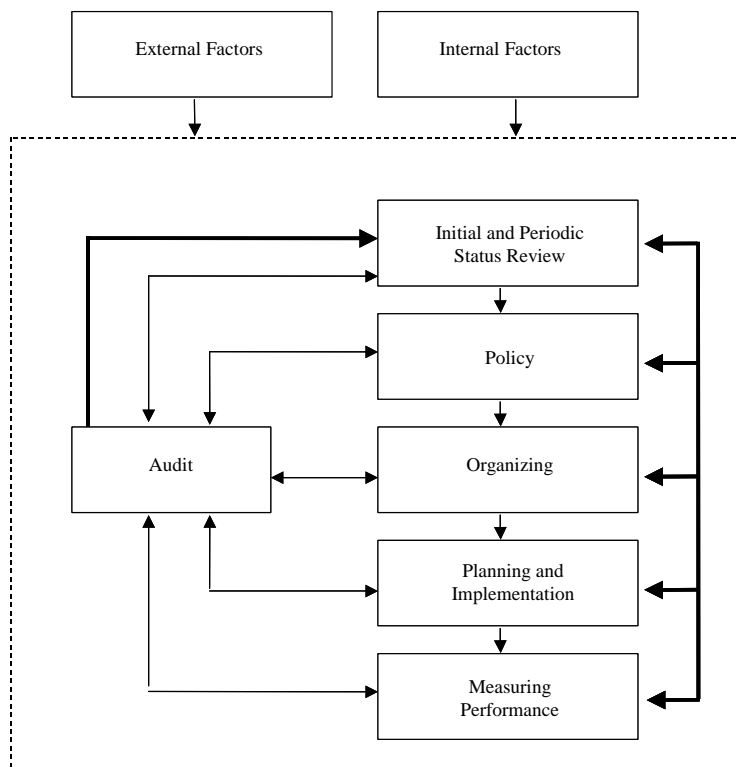 External Factors
Internal Factors
Initial and Periodic
Status Review
Policy
Audit
Organizing
Planning and
Implementation
Measuring
Performance